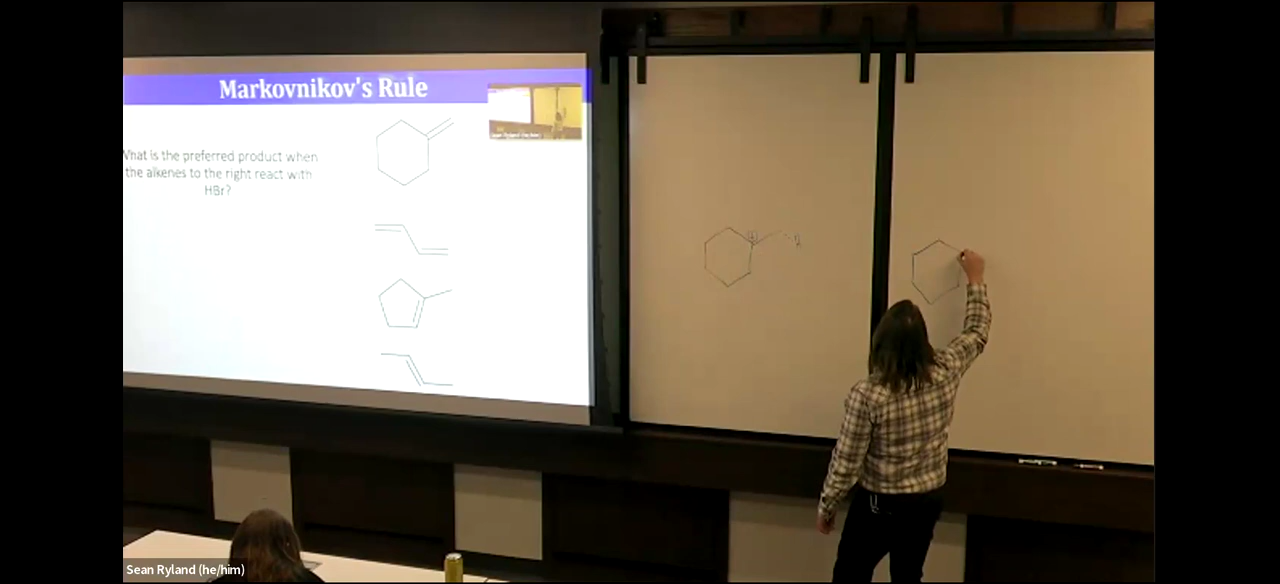 Markovnikov's Rule
What is the preferred product when
the alkenes to the right react with
HBr?
Sean Ryland (he/him)